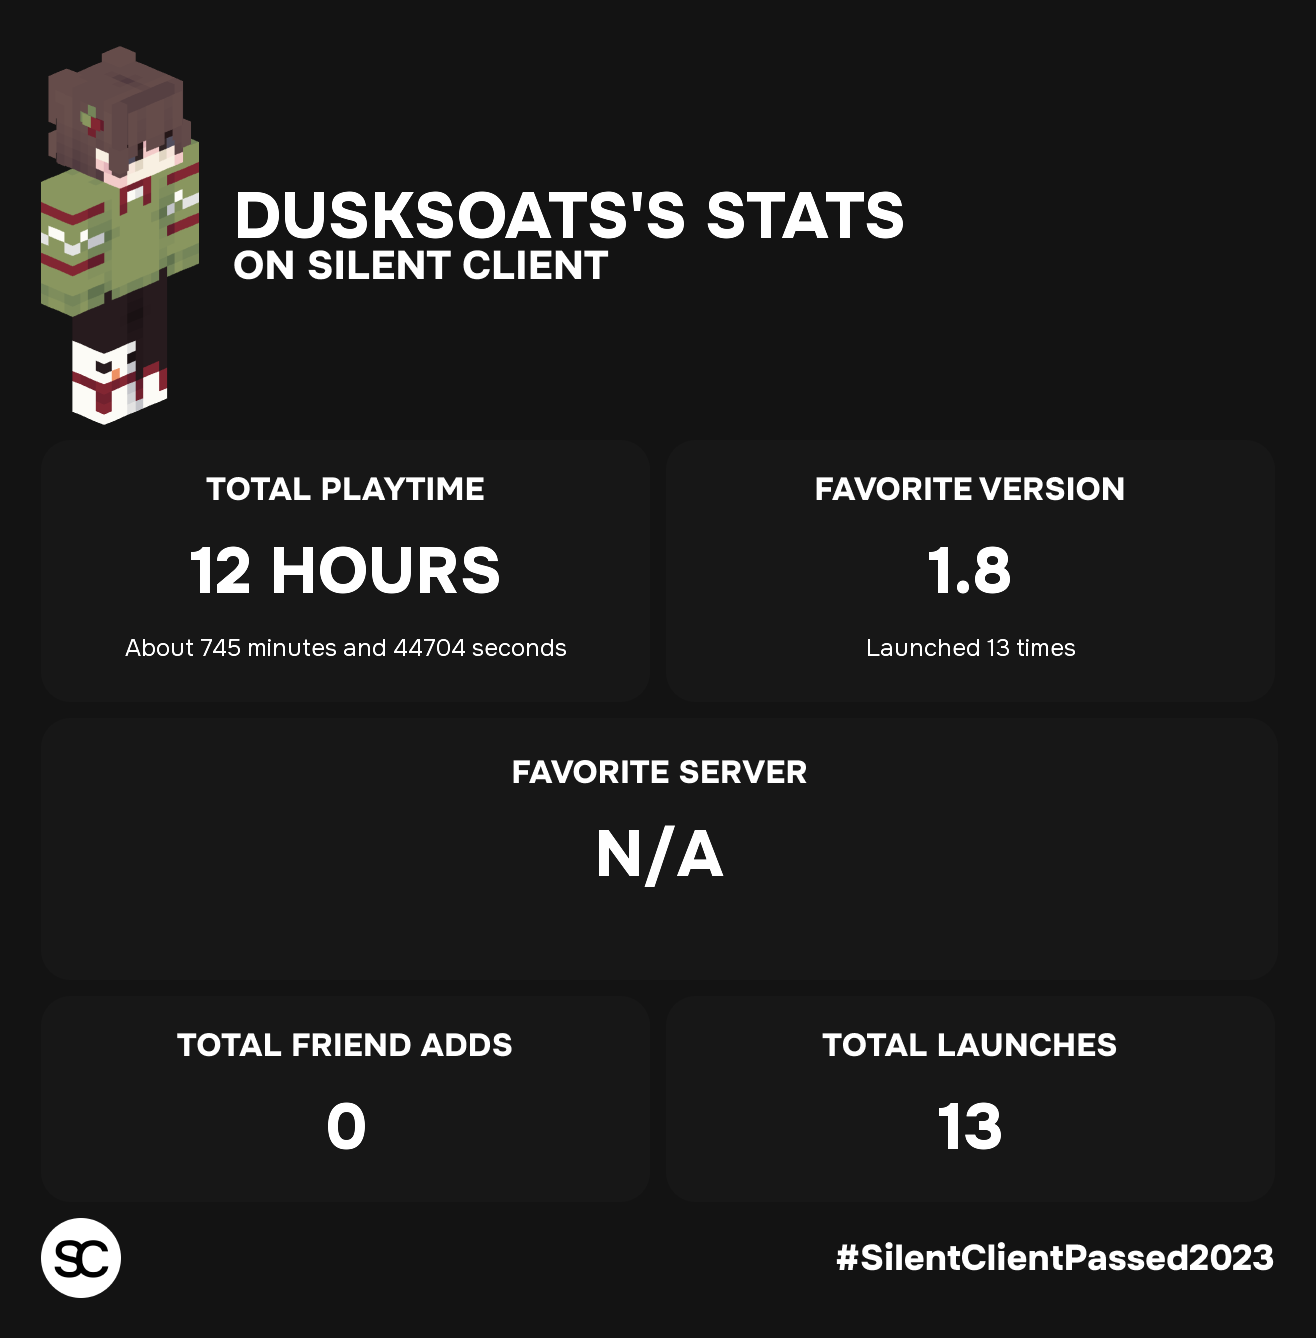 DUSKSOATS'S STATS
ON SILENT CLIENT
TOTAL PLAYTIME
12 HOURS
About 745 minutes and 44704 seconds
FAVORITE VERSION
1.8
Launched 13 times
FAVORITE SERVER
N/A
TOTAL FRIEND ADDS
0
TOTAL LAUNCHES
13
SC
#SilentClientPassed2023